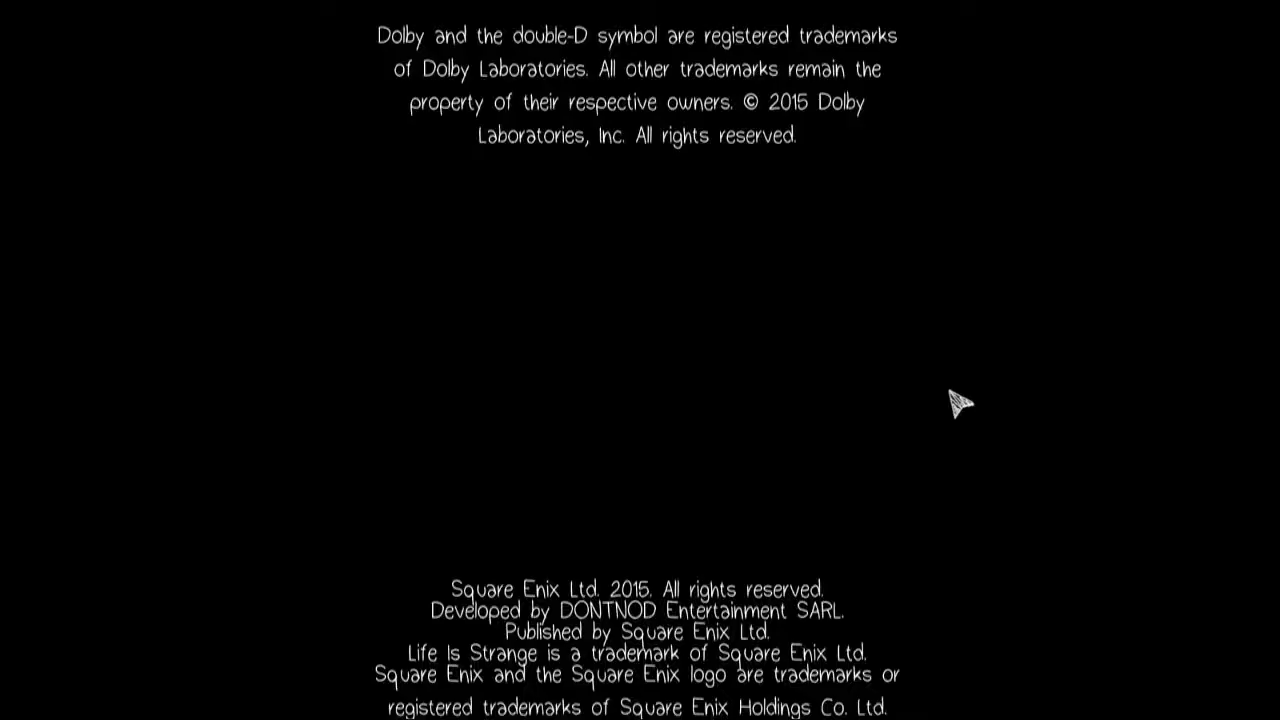 Dolby and the double-D symbol are registered trademarks
of Dolby Laboratories. All other trademarks remain the
property of their respective owners. © 2015 Dolby
Laboratories, Inc. All rights reserved.
Square Enix Ltd. 2015. All rights reserved.
Developed by DONTNOD Entertainment SARL.
Published by Square Enix Ltd.
Life Is Strange is a trademark of Square Enix Ltd.
Square Enix and the Square Enix logo are trademarks or
registered trademarks of Square Enix Holdings Co. Ltd.